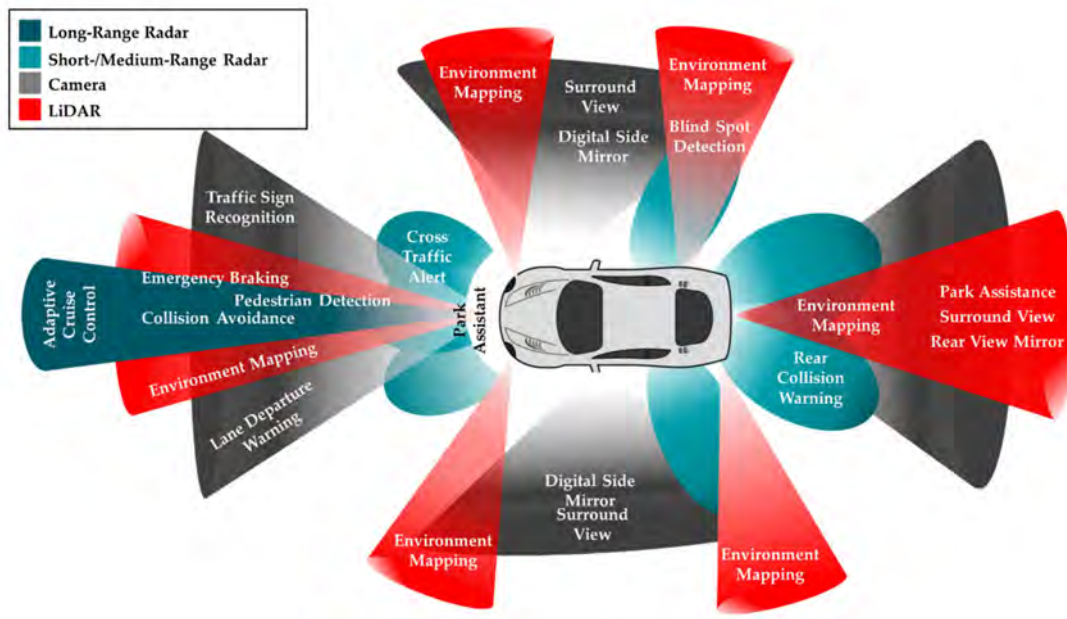 Long-Range Radar
Short-/Medium-Range Radar
Camera
LiDAR
Environment
Mapping
Surround
View
Digital Side
Mirror
Environment
Mapping
Blind Spot
Detection
Traffic Sign
Recognition
Cross
Traffic
Alert
Adaptive
Cruise
Control
Emergency Braking
Pedestrian Detection
Collision Avoidance
Environment Mapping
Lane Departure
Warning
Park
Assistant
Environment
Mapping
Park Assistance
Surround View
Rear View Mirror
Rear
Collision
Warning
Digital Side
Mirror
Surround
View
Environment
Mapping
Environment
Mapping